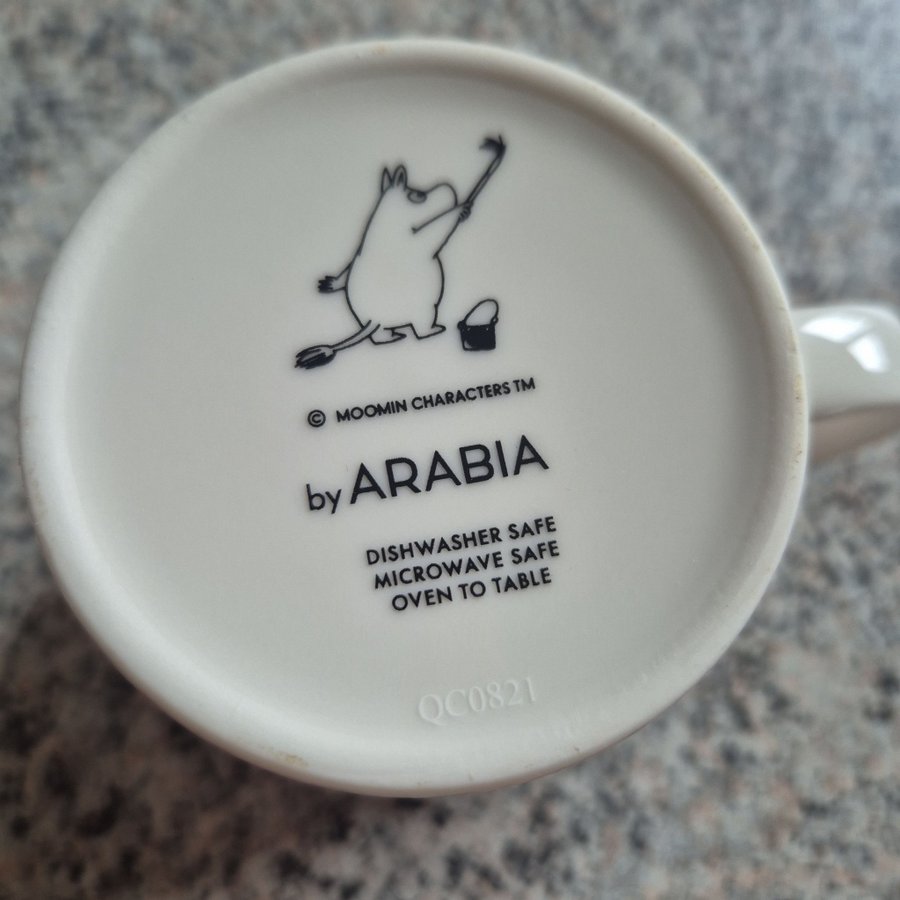 © MOOMIN CHARACTERS TM
by ARABIA
DISHWASHER SAFE
MICROWAVE SAFE
OVEN TO TABLE
QC0821